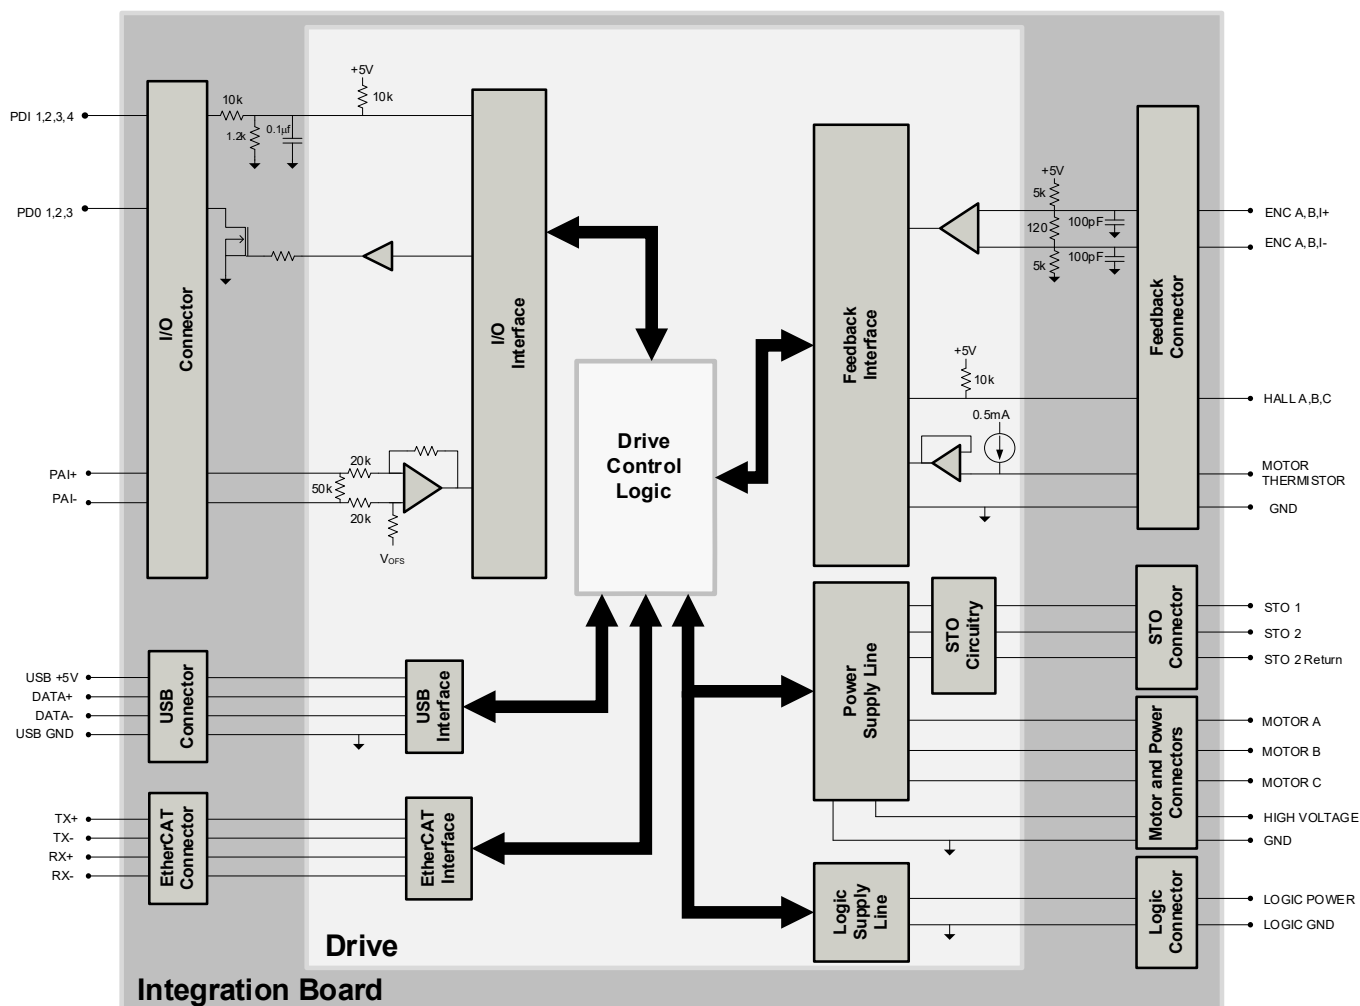 PDI 1,2,3,4
PD0 1,2,3
PAI+
PAI-
USB +5V
DATA+
DATA-
USB GND
TX+
TX-
RX+
RX-
I/O
Connector
10k
1.2k
0.1µf
+5V
10k
20k
50k
20k
VOFS
I/O
Interface
USB
Connector
USB
Interface
EtherCAT
Connector
EtherCAT
Interface
Drive
Control
Logic
Feedback
Interface
+5V
10k
0.5mA
+5V
5k
120
5k
100pF
100pF
Feedback
Connector
ENC A,B,I+
ENC A,B,I-
HALL A,B,C
MOTOR
THERMISTOR
GND
Power
Supply Line
STO
Circuitry
STO
Connector
STO 1
STO 2
STO 2 Return
Motor and Power
Connectors
MOTOR A
MOTOR B
MOTOR C
HIGH VOLTAGE
GND
Logic
Supply
Line
Logic
Connector
LOGIC POWER
LOGIC GND
Drive
Integration Board